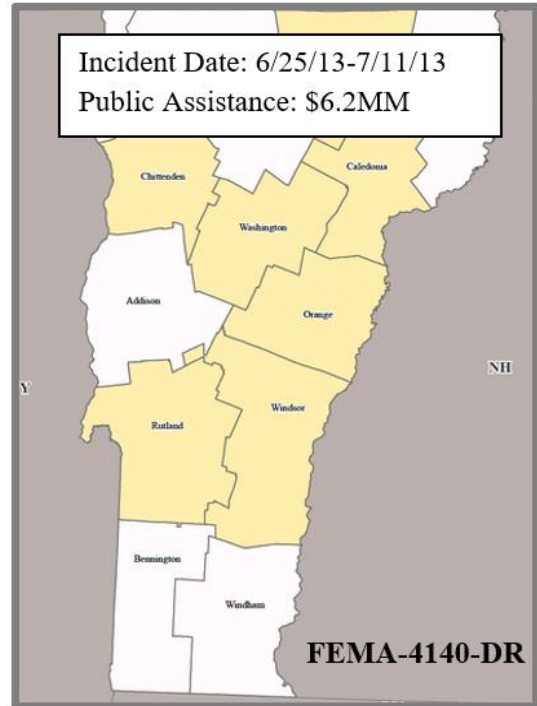 Incident Date: 6/25/13-7/11/13
Public Assistance: $6.2MM
Chittenden
Caledonia
Washington
Addison
Orange
NH
Y
Rutland
Windsor
Bennington
Windham
FEMA-4140-DR